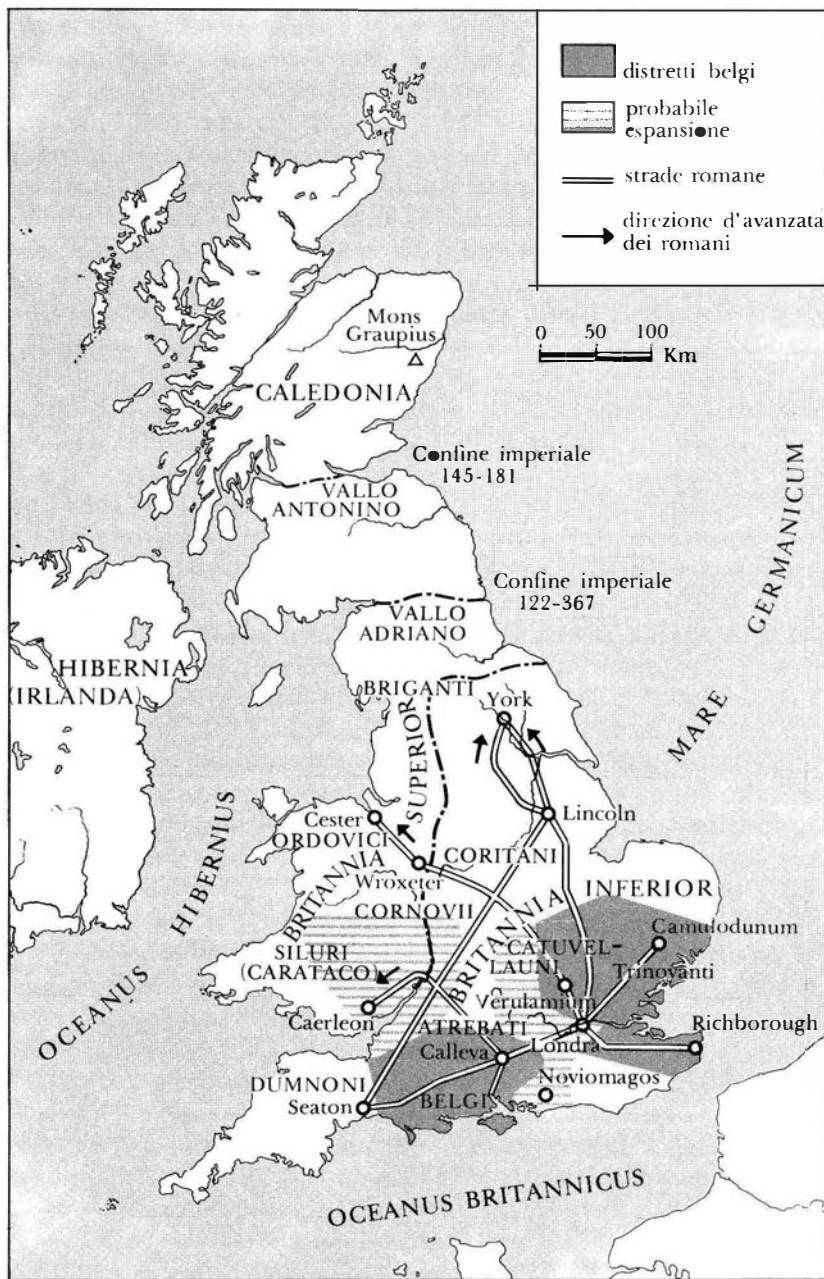 distretti belgi
probabile
espansione
strade romane
direzione d'avanzata
dei romani
0 50 100
Km
Mons
Graupius
CALEDONIA
Confine imperiale
145-181
VALLO
ANTONINO
Confine imperiale
122-367
VALLO
ADRIANO
MARE GERMANICUM
HIBERNIA
(IRLANDA)
BRIGANTI
York
SUPERIOR
Lincoln
Cester
ORDOVICI
BRITANNIA
Wroxeter
CORITANI
CORNOVII
OCEANUS HIBERNIUS
INFERIOR
BRITANNIA
Camulodunum
CATUVEL-
LAUNI
Trinovanti
SILURI
(CARATACO)
Verulamium
Caerleon
ATREBATI
Richborough
Calleva
Londra
DUMNONI
Noviomagos
Seaton
BELGI
OCEANUS BRITANNICUS